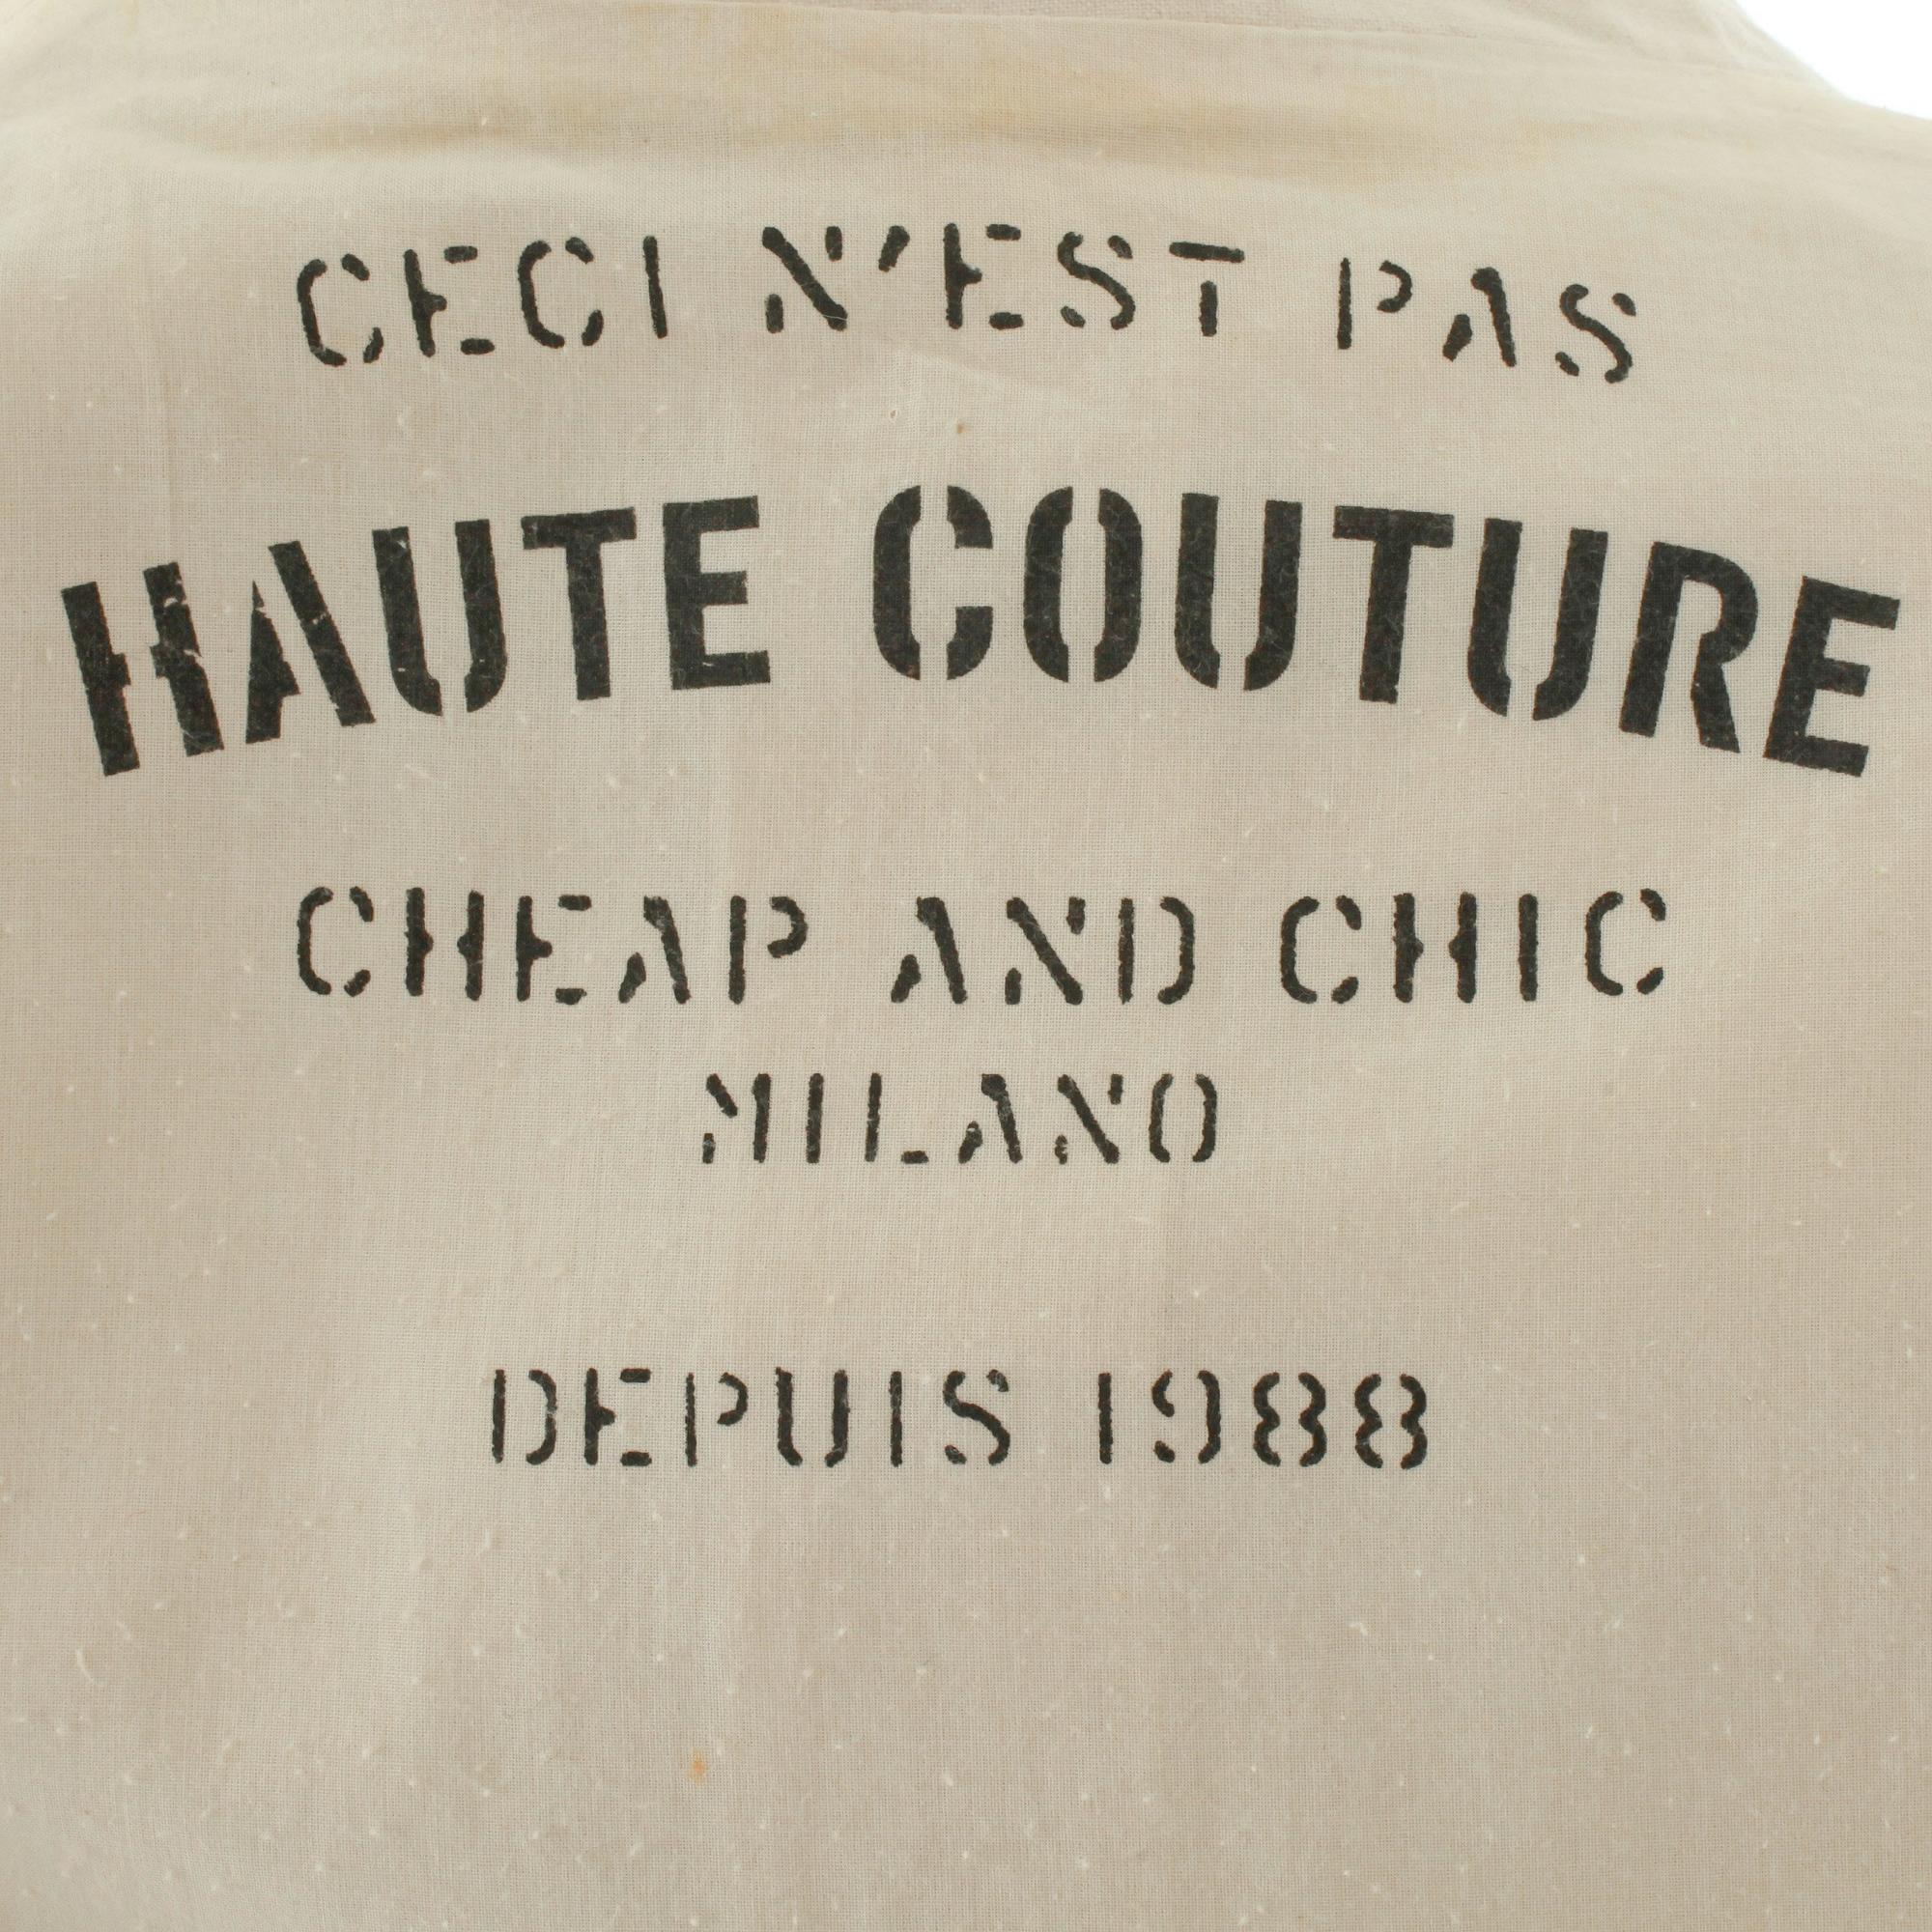 CECI N'EST PAS
HAUTE COUTURE
CHEAP AND CHIC
MILANO
DEPUIS 1988